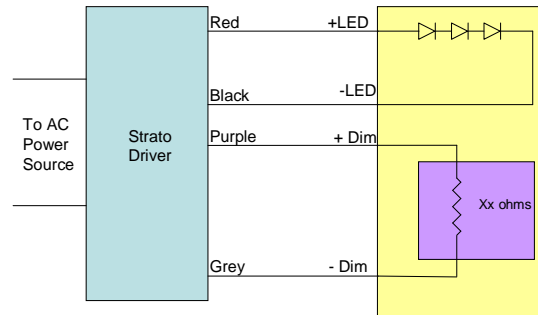 Red
+LED
Black
-LED
To AC
Power
Source
Strato
Driver
Purple
+ Dim
Xx ohms
Grey
- Dim